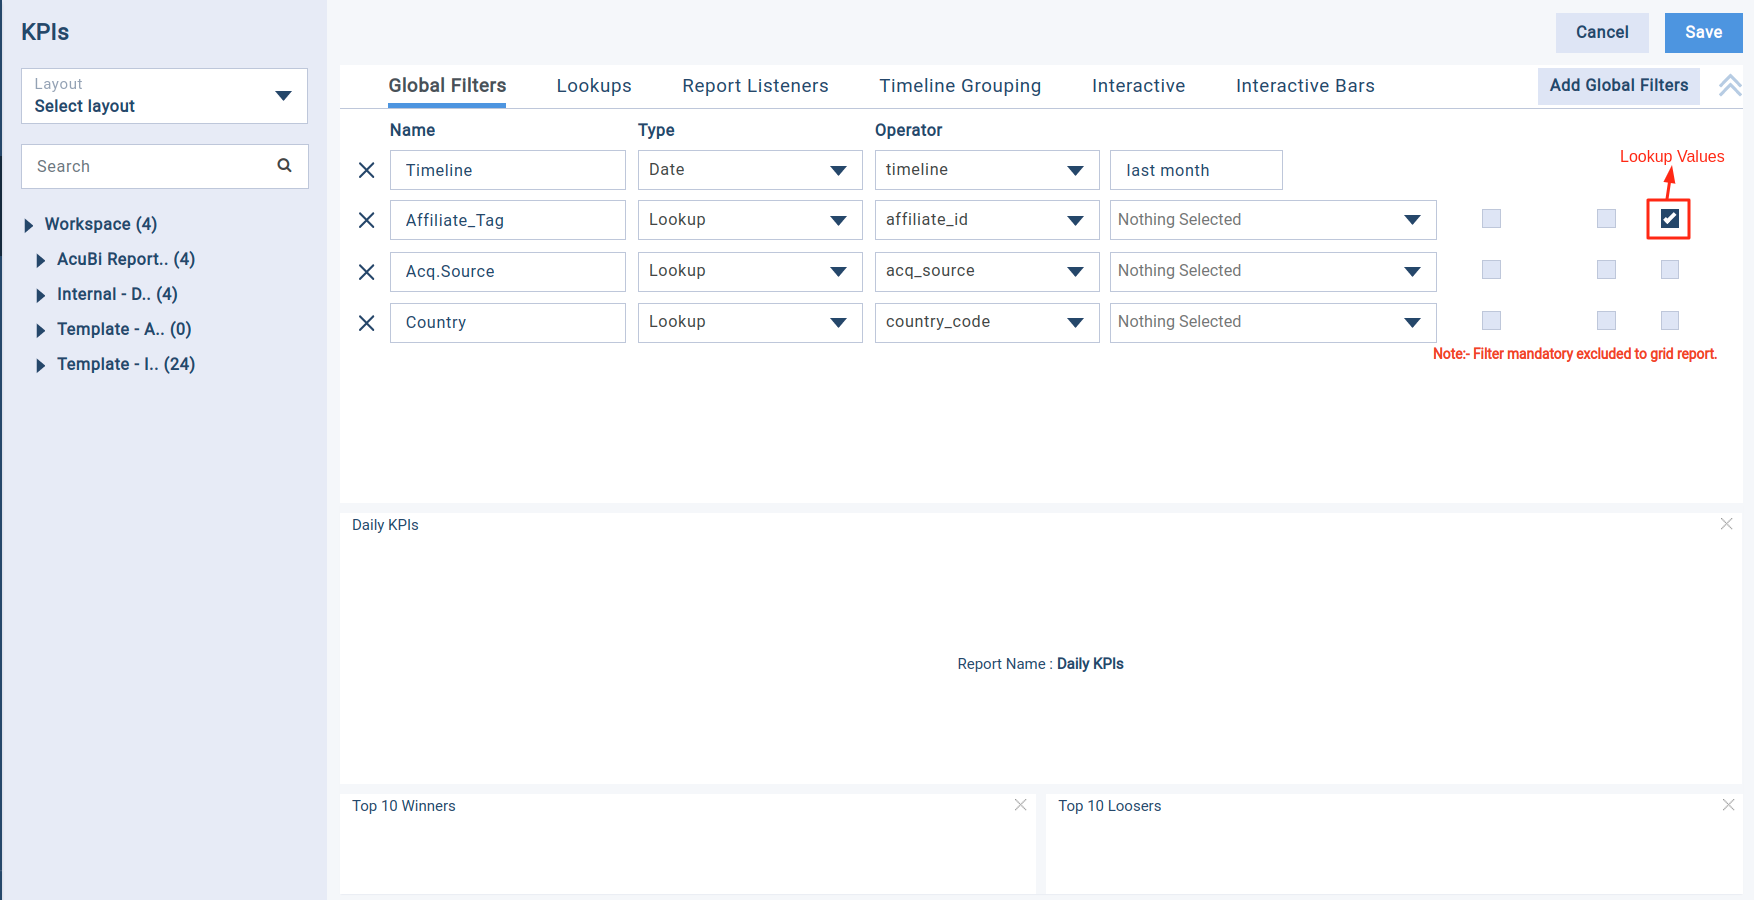 KPIs
Cancel
Save
Layout
Select layout
Search
Workspace (4)
AcuBi Report.. (4)
Internal - D.. (4)
Template - A.. (0)
Template - I.. (24)
Global Filters
Lookups
Report Listeners
Timeline Grouping
Interactive
Interactive Bars
Add Global Filters
Name
Type
Operator
Timeline
Date
timeline
last month
Lookup Values
Affiliate_Tag
Lookup
affiliate_id
Nothing Selected
Acq.Source
Lookup
acq_source
Nothing Selected
Country
Lookup
country_code
Nothing Selected
Note:- Filter mandatory excluded to grid report.
Daily KPIs
Report Name : Daily KPIs
Top 10 Winners
Top 10 Loosers